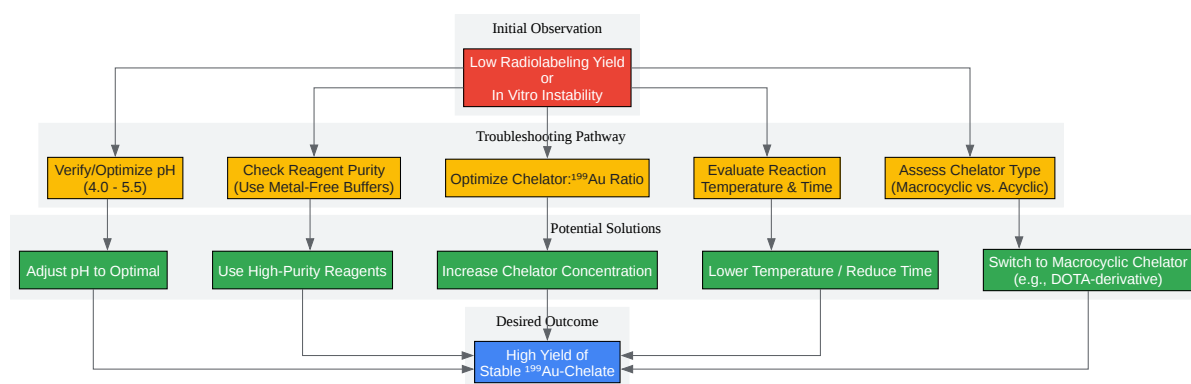 Initial Observation
Low Radiolabeling Yield
or
In Vitro Instability
Troubleshooting Pathway
Verify/Optimize pH
(4.0 - 5.5)
Check Reagent Purity
(Use Metal-Free Buffers)
Optimize Chelator:¹⁹⁹Au Ratio
Evaluate Reaction
Temperature & Time
Assess Chelator Type
(Macrocyclic vs. Acyclic)
Potential Solutions
Adjust pH to Optimal
Use High-Purity Reagents
Increase Chelator Concentration
Lower Temperature / Reduce Time
Switch to Macrocyclic Chelator
(e.g., DOTA-derivative)
Desired Outcome
High Yield of
Stable ¹⁹⁹Au-Chelate